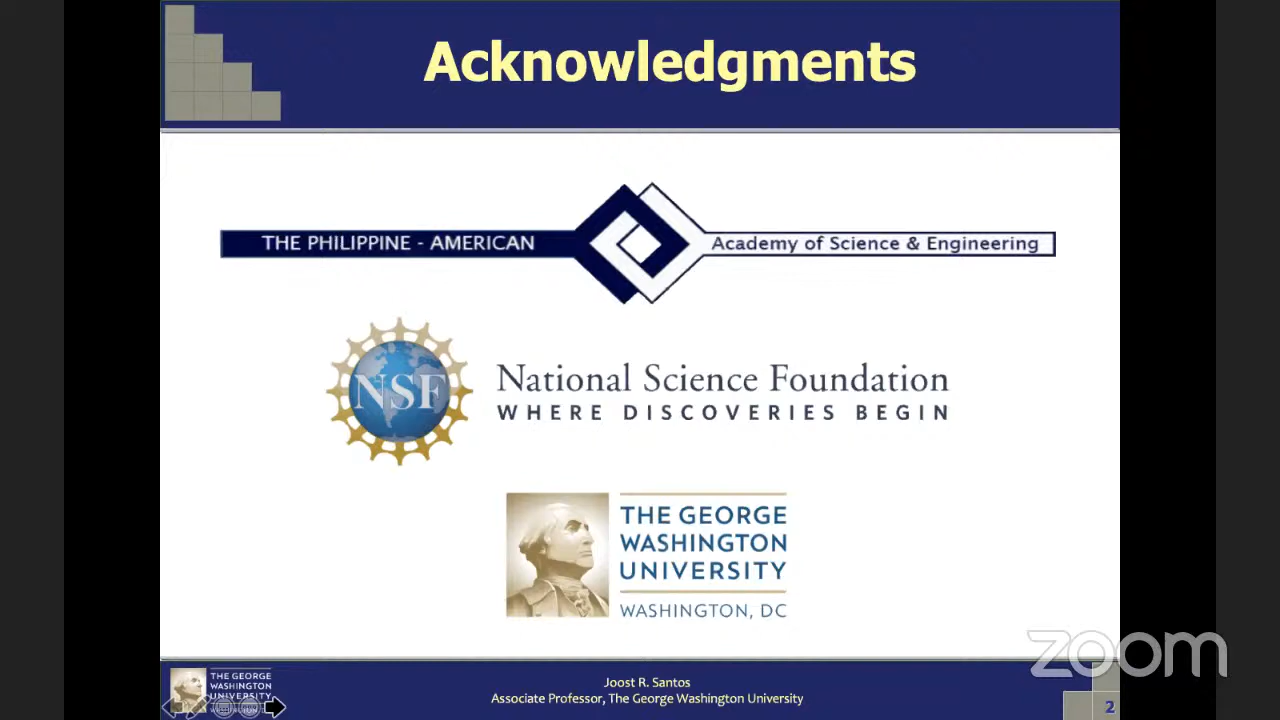 Acknowledgments
THE PHILIPPINE - AMERICAN
Academy of Science & Engineering
NSF
National Science Foundation
WHERE DISCOVERIES BEGIN
THE GEORGE
WASHINGTON
UNIVERSITY
WASHINGTON, DC
zoom
THE GEORGE
WASHINGTON
UNIVERSITY
Joost R. Santos
Associate Professor, The George Washington University
2